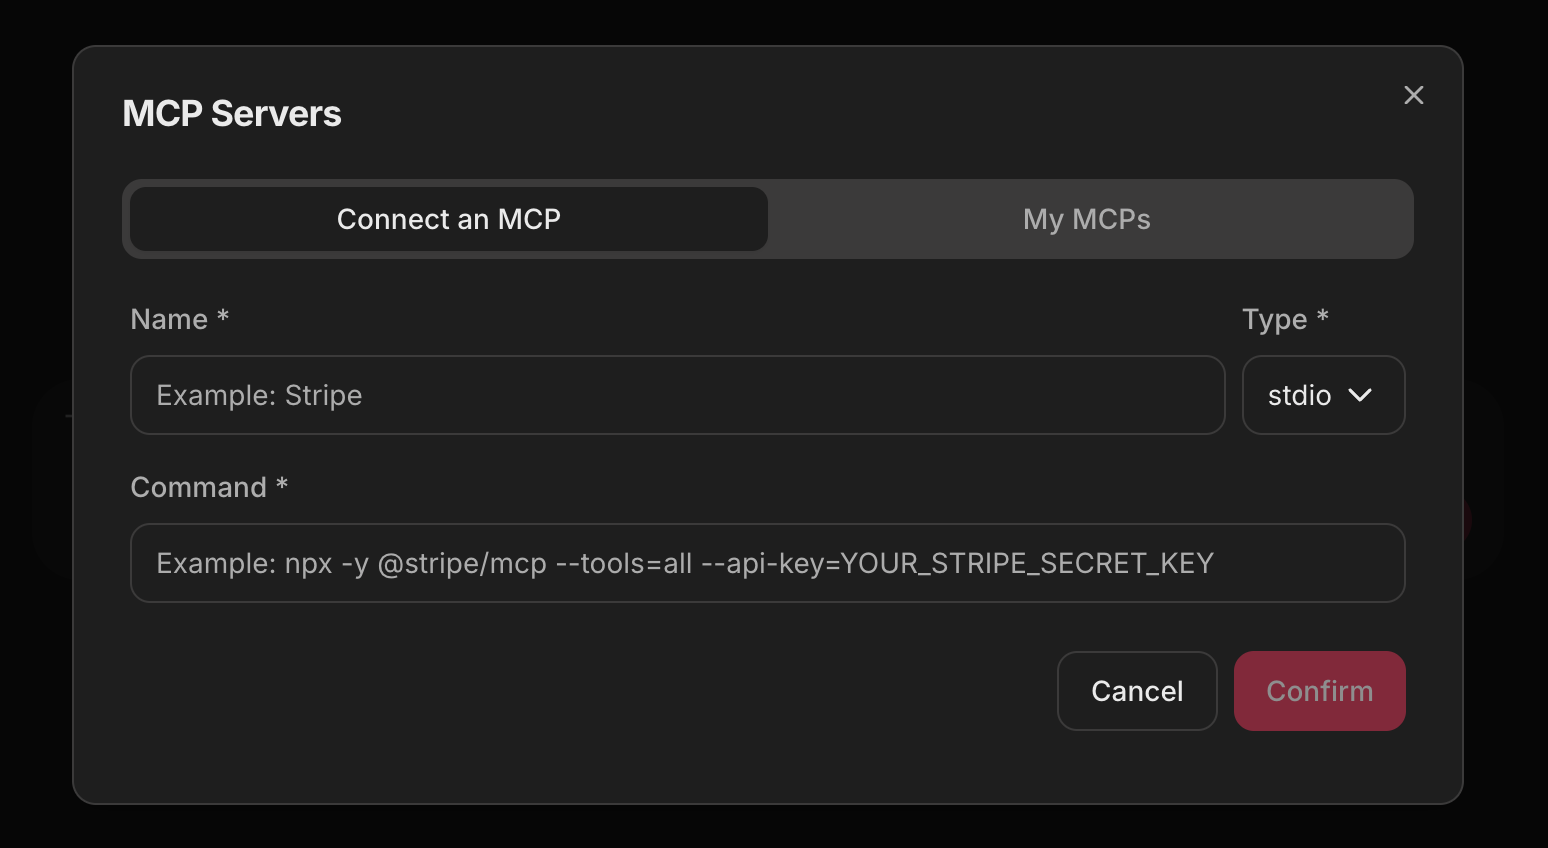 MCP Servers
Connect an MCP
My MCPs
Name *
Type *
Example: Stripe
stdio
Command *
Example: npx -y @stripe/mcp --tools=all --api-key=YOUR_STRIPE_SECRET_KEY
Cancel
Confirm